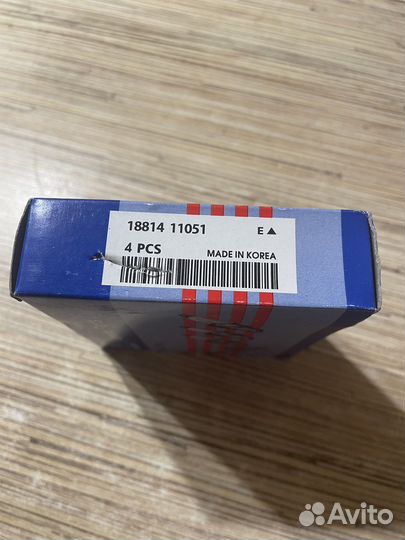 18814 11051 E ▲
4 PCS MADE IN KOREA
Avito